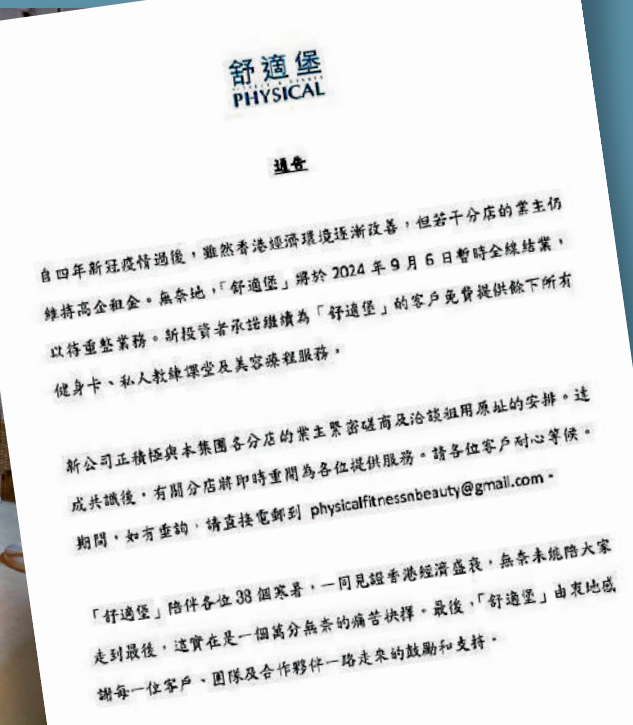 舒適堡
PHYSICAL
通告
自四年新冠疫情過後，雖然香港經濟環境逐漸改善，但若干分店的業主仍
維持高企租金。無奈地，「舒適堡」將於 2024 年 9 月 6 日暫時全線結業，
以待重整業務。新投資者承諾繼續為「舒適堡」的客戶免費提供餘下所有
健身卡、私人教練課堂及美容療程服務。
新公司正積極與本集團各分店的業主緊密磋商及洽談租用原址的安排。達
成共識後，有關分店將即時重開為各位提供服務。請各位客戶耐心等候。
期間，如有垂詢，請直接電郵到 physicalfitnessnbeauty@gmail.com。
「舒適堡」陪伴各位 38 個寒暑，一同見證香港經濟盛衰，無奈未能陪大家
走到最後，這實在是一個萬分無奈的痛苦抉擇。最後，「舒適堡」由衷地感
謝每一位客戶、團隊及合作夥伴一路走來的鼓勵和支持。